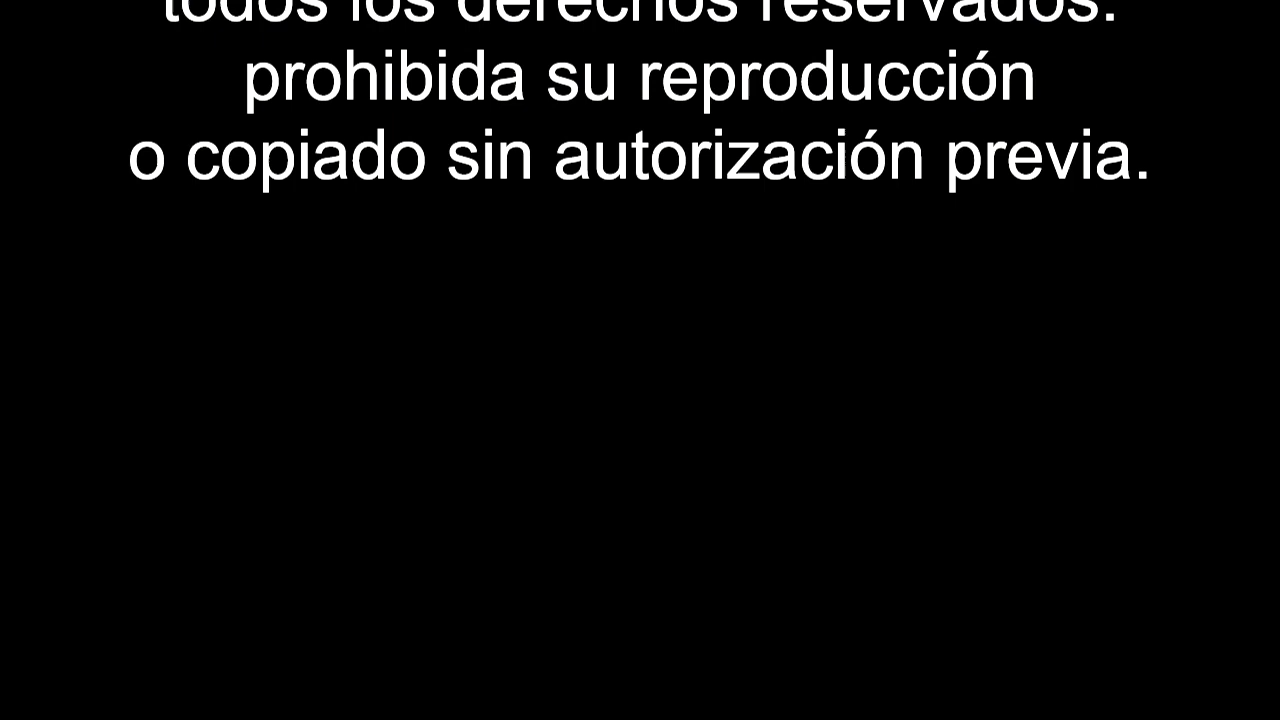 todos los derechos reservados.
prohibida su reproducción
o copiado sin autorización previa.